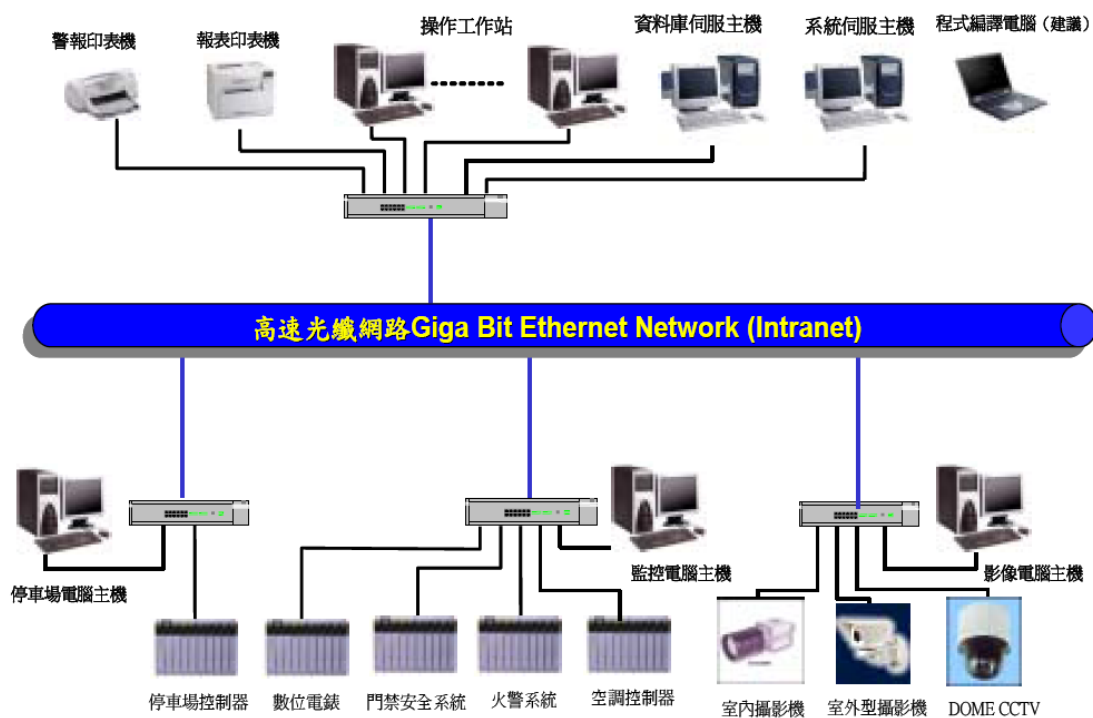 警報印表機
報表印表機
操作工作站
資料庫伺服主機
系統伺服主機
程式編譯電腦（建議）
高速光纖網路Giga Bit Ethernet Network (Intranet)
停車場電腦主機
監控電腦主機
影像電腦主機
停車場控制器
數位電錶
門禁安全系統
火警系統
空調控制器
室內攝影機
室外型攝影機
DOME CCTV